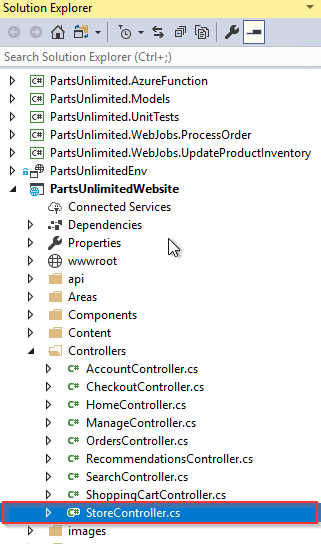 Solution Explorer
Search Solution Explorer (Ctrl+;)
C# PartsUnlimited.AzureFunction
C# PartsUnlimited.Models
C# PartsUnlimited.UnitTests
C# PartsUnlimited.WebJobs.ProcessOrder
C# PartsUnlimited.WebJobs.UpdateProductInventory
PartsUnlimitedEnv
PartsUnlimitedWebsite
Connected Services
Dependencies
Properties
wwwroot
api
Areas
Components
Content
Controllers
C# AccountController.cs
C# CheckoutController.cs
C# HomeController.cs
C# ManageController.cs
C# OrdersController.cs
C# RecommendationsController.cs
C# SearchController.cs
C# ShoppingCartController.cs
C# StoreController.cs
images